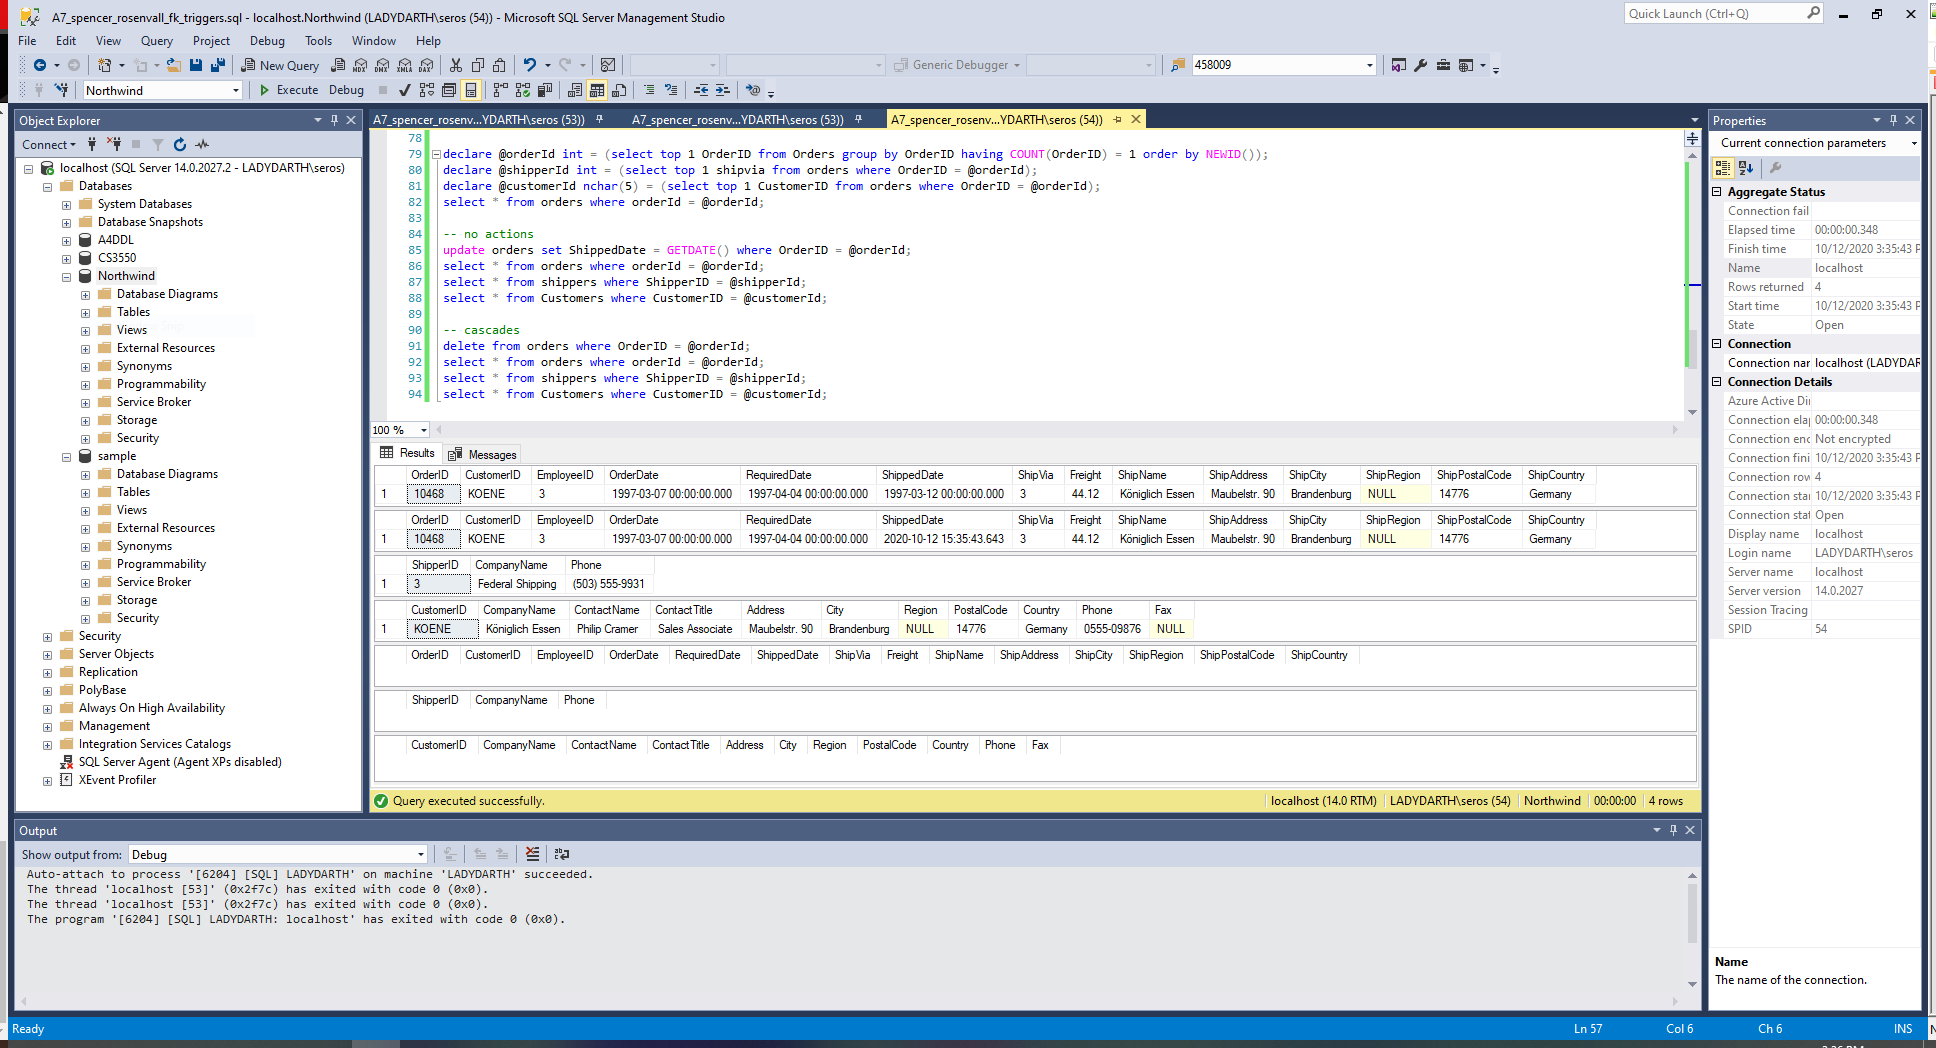 A7_spencer_rosenvall_fk_triggers.sql - localhost.Northwind (LADYDARTH\seros (54)) - Microsoft SQL Server Management Studio
Quick Launch (Ctrl+Q)
File Edit View Query Project Debug Tools Window Help
New Query
Generic Debugger
458009
Northwind
Execute Debug
Object Explorer
Connect
localhost (SQL Server 14.0.2027.2 - LADYDARTH\seros)
Databases
System Databases
Database Snapshots
A4DDL
CS3550
Northwind
Database Diagrams
Tables
Views
External Resources
Synonyms
Programmability
Service Broker
Storage
Security
sample
Database Diagrams
Tables
Views
External Resources
Synonyms
Programmability
Service Broker
Storage
Security
Security
Server Objects
Replication
PolyBase
Always On High Availability
Management
Integration Services Catalogs
SQL Server Agent (Agent XPs disabled)
XEvent Profiler
A7_spencer_rosenv...YDARTH\seros (53)) A7_spencer_rosenv...YDARTH\seros (53)) A7_spencer_rosenv...YDARTH\seros (54))
78
79 declare @orderId int = (select top 1 OrderID from Orders group by OrderID having COUNT(OrderID) = 1 order by NEWID());
80 declare @shipperId int = (select top 1 shipvia from orders where OrderID = @orderId);
81 declare @customerId nchar(5) = (select top 1 CustomerID from orders where OrderID = @orderId);
82 select * from orders where orderId = @orderId;
83
84 -- no actions
85 update orders set ShippedDate = GETDATE() where OrderID = @orderId;
86 select * from orders where orderId = @orderId;
87 select * from shippers where ShipperID = @shipperId;
88 select * from Customers where CustomerID = @customerId;
89
90 -- cascades
91 delete from orders where OrderID = @orderId;
92 select * from orders where orderId = @orderId;
93 select * from shippers where ShipperID = @shipperId;
94 select * from Customers where CustomerID = @customerId;
100 %
Results Messages
OrderID CustomerID EmployeeID OrderDate RequiredDate ShippedDate ShipVia Freight ShipName ShipAddress ShipCity ShipRegion ShipPostalCode ShipCountry
1 10468 KOENE 3 1997-03-07 00:00:00.000 1997-04-04 00:00:00.000 1997-03-12 00:00:00.000 3 44.12 Königlich Essen Maubelstr. 90 Brandenburg NULL 14776 Germany
OrderID CustomerID EmployeeID OrderDate RequiredDate ShippedDate ShipVia Freight ShipName ShipAddress ShipCity ShipRegion ShipPostalCode ShipCountry
1 10468 KOENE 3 1997-03-07 00:00:00.000 1997-04-04 00:00:00.000 2020-10-12 15:35:43.643 3 44.12 Königlich Essen Maubelstr. 90 Brandenburg NULL 14776 Germany
ShipperID CompanyName Phone
1 3 Federal Shipping (503) 555-9931
CustomerID CompanyName ContactName ContactTitle Address City Region PostalCode Country Phone Fax
1 KOENE Königlich Essen Philip Cramer Sales Associate Maubelstr. 90 Brandenburg NULL 14776 Germany 0555-09876 NULL
OrderID CustomerID EmployeeID OrderDate RequiredDate ShippedDate ShipVia Freight ShipName ShipAddress ShipCity ShipRegion ShipPostalCode ShipCountry
ShipperID CompanyName Phone
CustomerID CompanyName ContactName ContactTitle Address City Region PostalCode Country Phone Fax
Query executed successfully. localhost (14.0 RTM) LADYDARTH\seros (54) Northwind 00:00:00 4 rows
Properties
Current connection parameters
Aggregate Status
Connection fail
Elapsed time 00:00:00.348
Finish time 10/12/2020 3:35:43 P
Name localhost
Rows returned 4
Start time 10/12/2020 3:35:43 P
State Open
Connection
Connection nar localhost (LADYDAR
Connection Details
Azure Active Di
Connection elap 00:00:00.348
Connection enc Not encrypted
Connection fini 10/12/2020 3:35:43 P
Connection row 4
Connection star 10/12/2020 3:35:43 P
Connection stat Open
Display name localhost
Login name LADYDARTH\seros
Server name localhost
Server version 14.0.2027
Session Tracing
SPID 54
Name
The name of the connection.
Output
Show output from: Debug
Auto-attach to process '[6204] [SQL] LADYDARTH' on machine 'LADYDARTH' succeeded.
The thread 'localhost [53]' (0x2f7c) has exited with code 0 (0x0).
The thread 'localhost [53]' (0x2f7c) has exited with code 0 (0x0).
The program '[6204] [SQL] LADYDARTH: localhost' has exited with code 0 (0x0).
Ready Ln 57 Col 6 Ch 6 INS